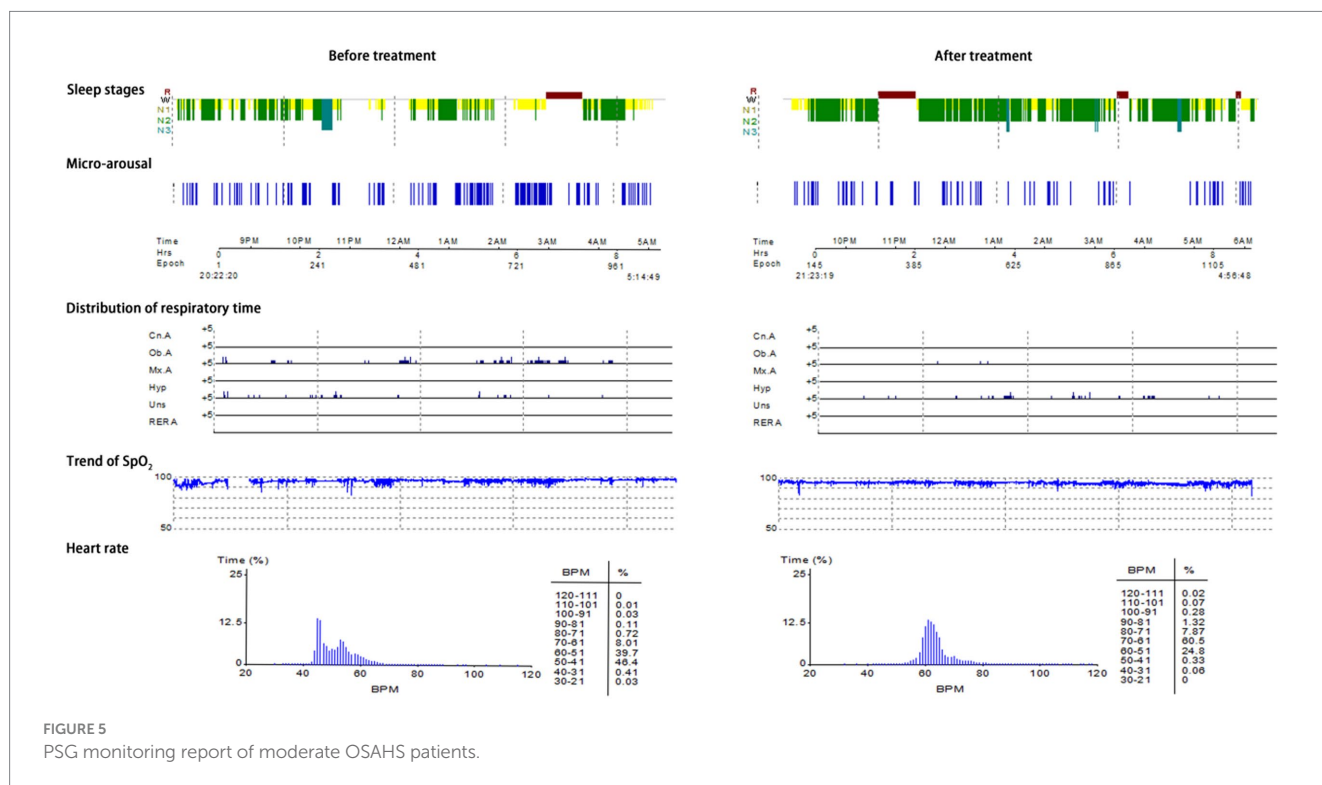 Before treatment
After treatment
Sleep stages
R
W
N1
N2
N3
R
W
N1
N2
N3
Micro-arousal
Time 9PM 10PM 11PM 12AM 1AM 2AM 3AM 4AM 5AM
Hrs 0 2 4 6 8
Epoch 1 241 481 721 961
20:22:20 5:14:49
Time 10PM 11PM 12AM 1AM 2AM 3AM 4AM 5AM 6AM
Hrs 0 2 4 6 8
Epoch 145 385 625 865 1105
21:23:19 4:56:48
Distribution of respiratory time
Cn.A +5
Ob.A +5
Mx.A +5
Hyp
Uns +5
RERA +5
Cn.A +5
Ob.A +5
Mx.A +5
Hyp
Uns +5
RERA +5
Trend of SpO2
100
50
100
50
Heart rate
Time (%)
25
12.5
0
20 40 60 80 100 120
BPM
BPM %
120-111 0
110-101 0.01
100-91 0.03
90-81 0.11
80-71 0.72
70-61 8.01
60-51 39.7
50-41 46.4
40-31 0.41
30-21 0.03
Time (%)
25
12.5
0
20 40 60 80 100 120
BPM
BPM %
120-111 0.02
110-101 0.07
100-91 0.28
90-81 1.32
80-71 7.87
70-61 60.5
60-51 24.8
50-41 0.33
40-31 0.06
30-21 0
FIGURE 5
PSG monitoring report of moderate OSAHS patients.